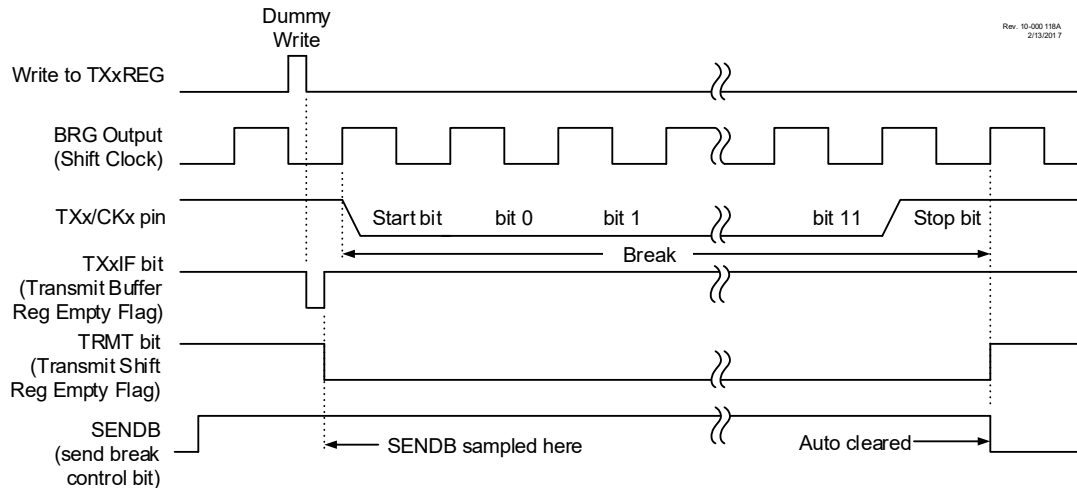 Dummy
Write
Rev. 10-000 118A
2/13/201 7
Write to TXxREG
BRG Output
(Shift Clock)
TXx/CKx pin
Start bit
bit 0
bit 1
bit 11
Stop bit
Break
TXxIF bit
(Transmit Buffer
Reg Empty Flag)
TRMT bit
(Transmit Shift
Reg Empty Flag)
SENDB
(send break
control bit)
SENDB sampled here
Auto cleared